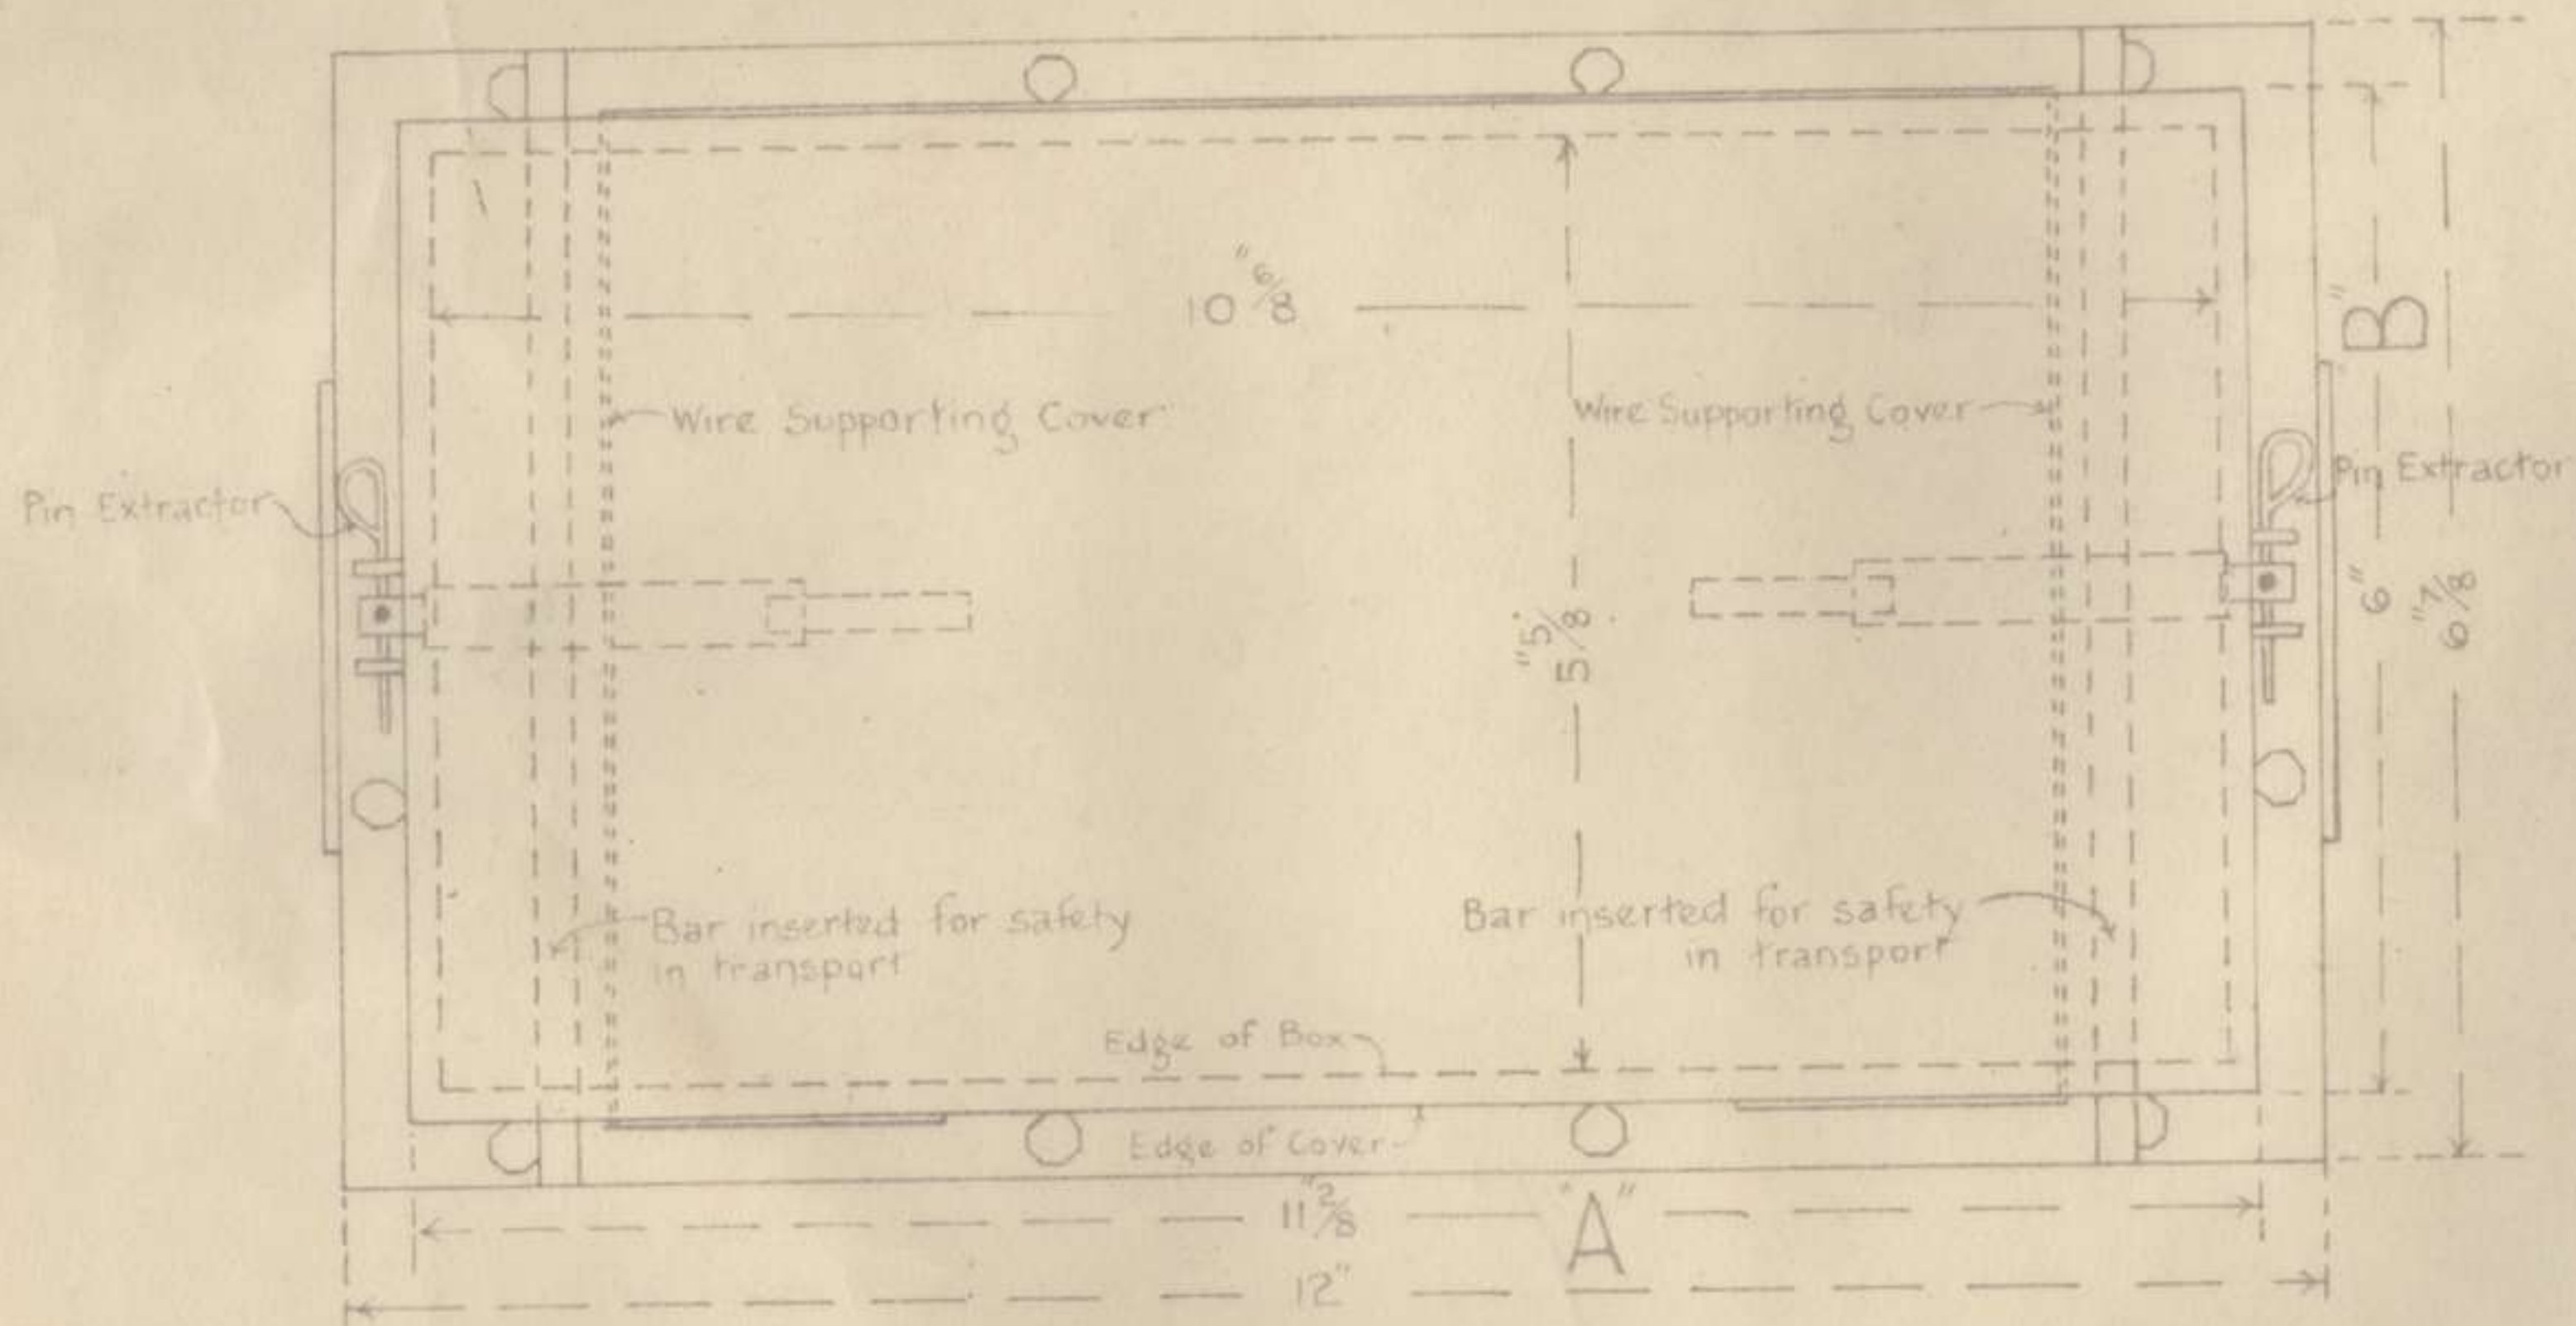 10"6/8
Wire Supporting Cover
Wire Supporting Cover
"B"
Pin Extractor
Pin Extractor
5"5/8
6"
6"7/8
Bar inserted for safety
in transport
Bar inserted for safety
in transport
Edge of Box
Edge of Cover
11"2/8
"A"
12"